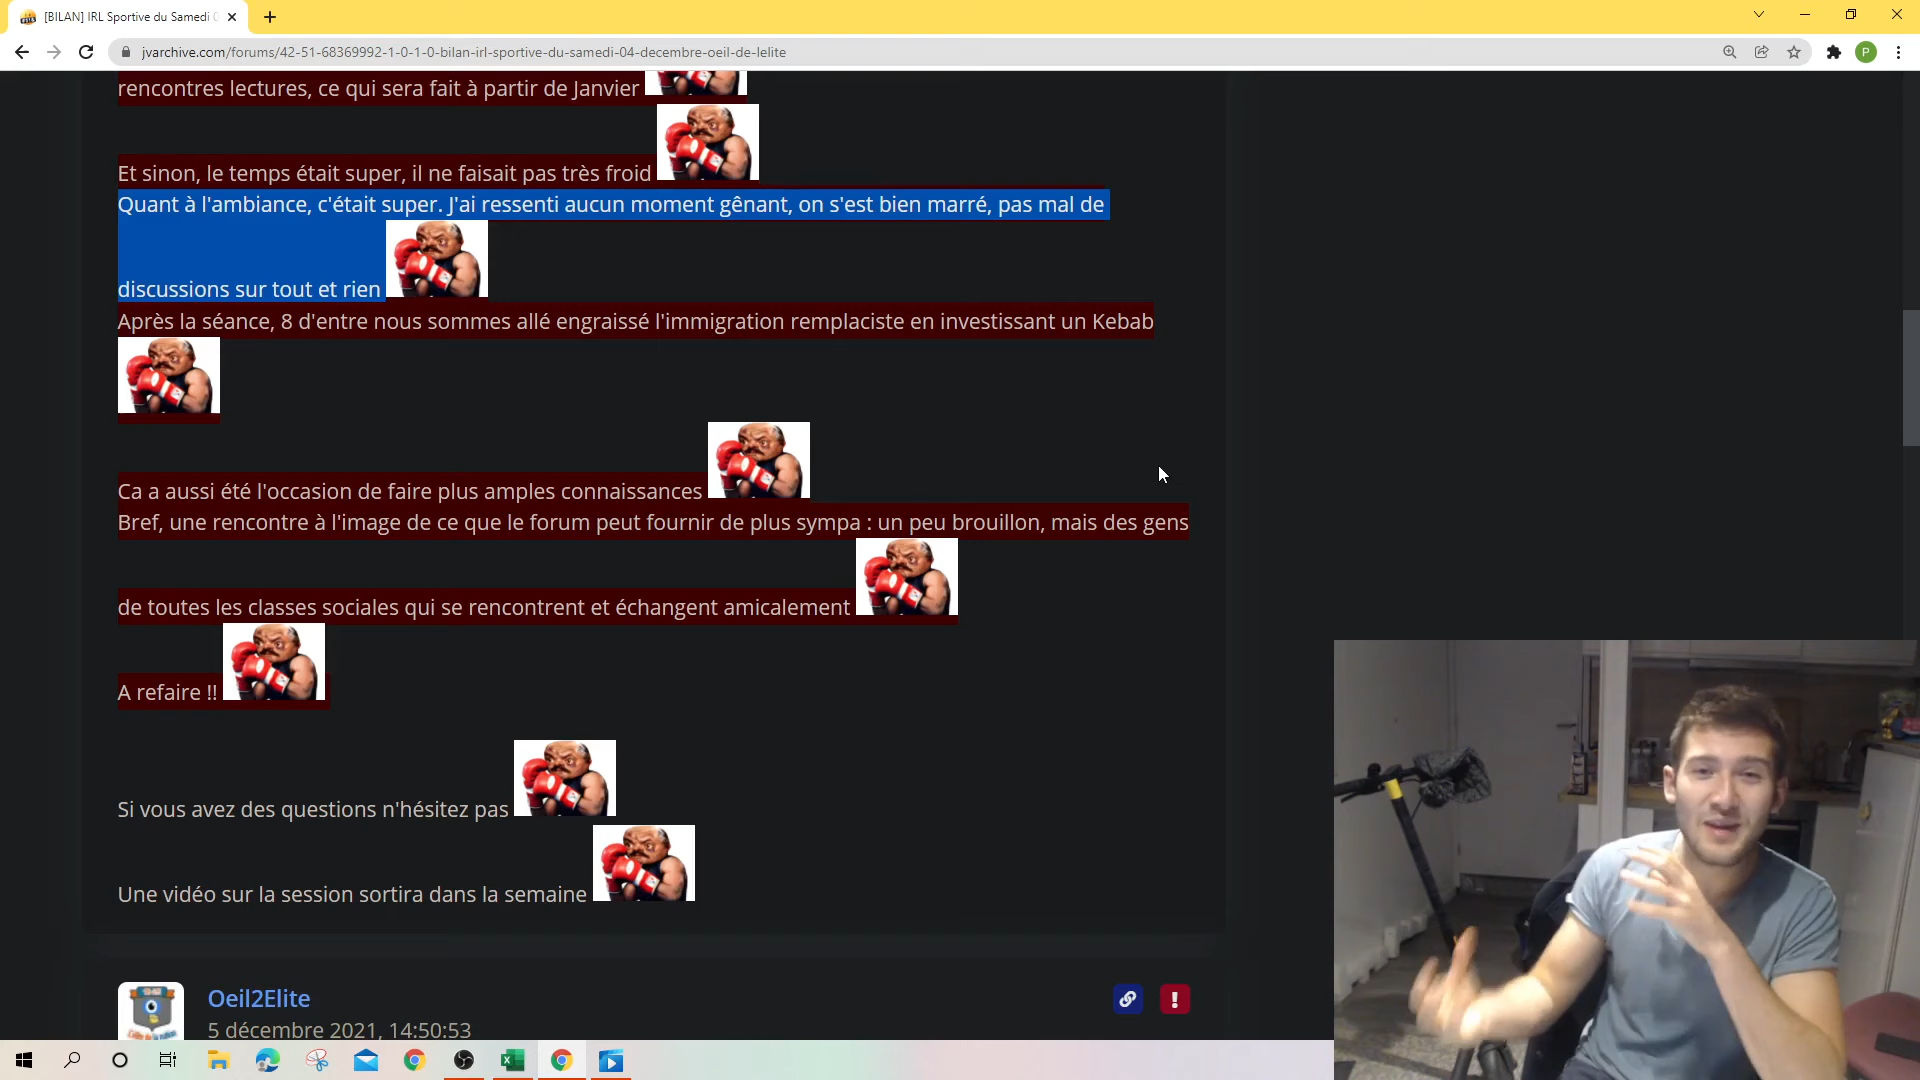 [BILAN] IRL Sportive du Samedi
jvarchive.com/forums/42-51-68369992-1-0-1-0-bilan-irl-sportive-du-samedi-04-decembre-oeil-de-lelite
P
rencontres lectures, ce qui sera fait à partir de Janvier
Et sinon, le temps était super, il ne faisait pas très froid
Quant à l'ambiance, c'était super. J'ai ressenti aucun moment gênant, on s'est bien marré, pas mal de
discussions sur tout et rien
Après la séance, 8 d'entre nous sommes allé engraissé l'immigration remplaciste en investissant un Kebab
Ca a aussi été l'occasion de faire plus amples connaissances
Bref, une rencontre à l'image de ce que le forum peut fournir de plus sympa : un peu brouillon, mais des gens
de toutes les classes sociales qui se rencontrent et échangent amicalement
A refaire !!
Si vous avez des questions n'hésitez pas
Une vidéo sur la session sortira dans la semaine
Oeil2Elite
5 décembre 2021, 14:50:53